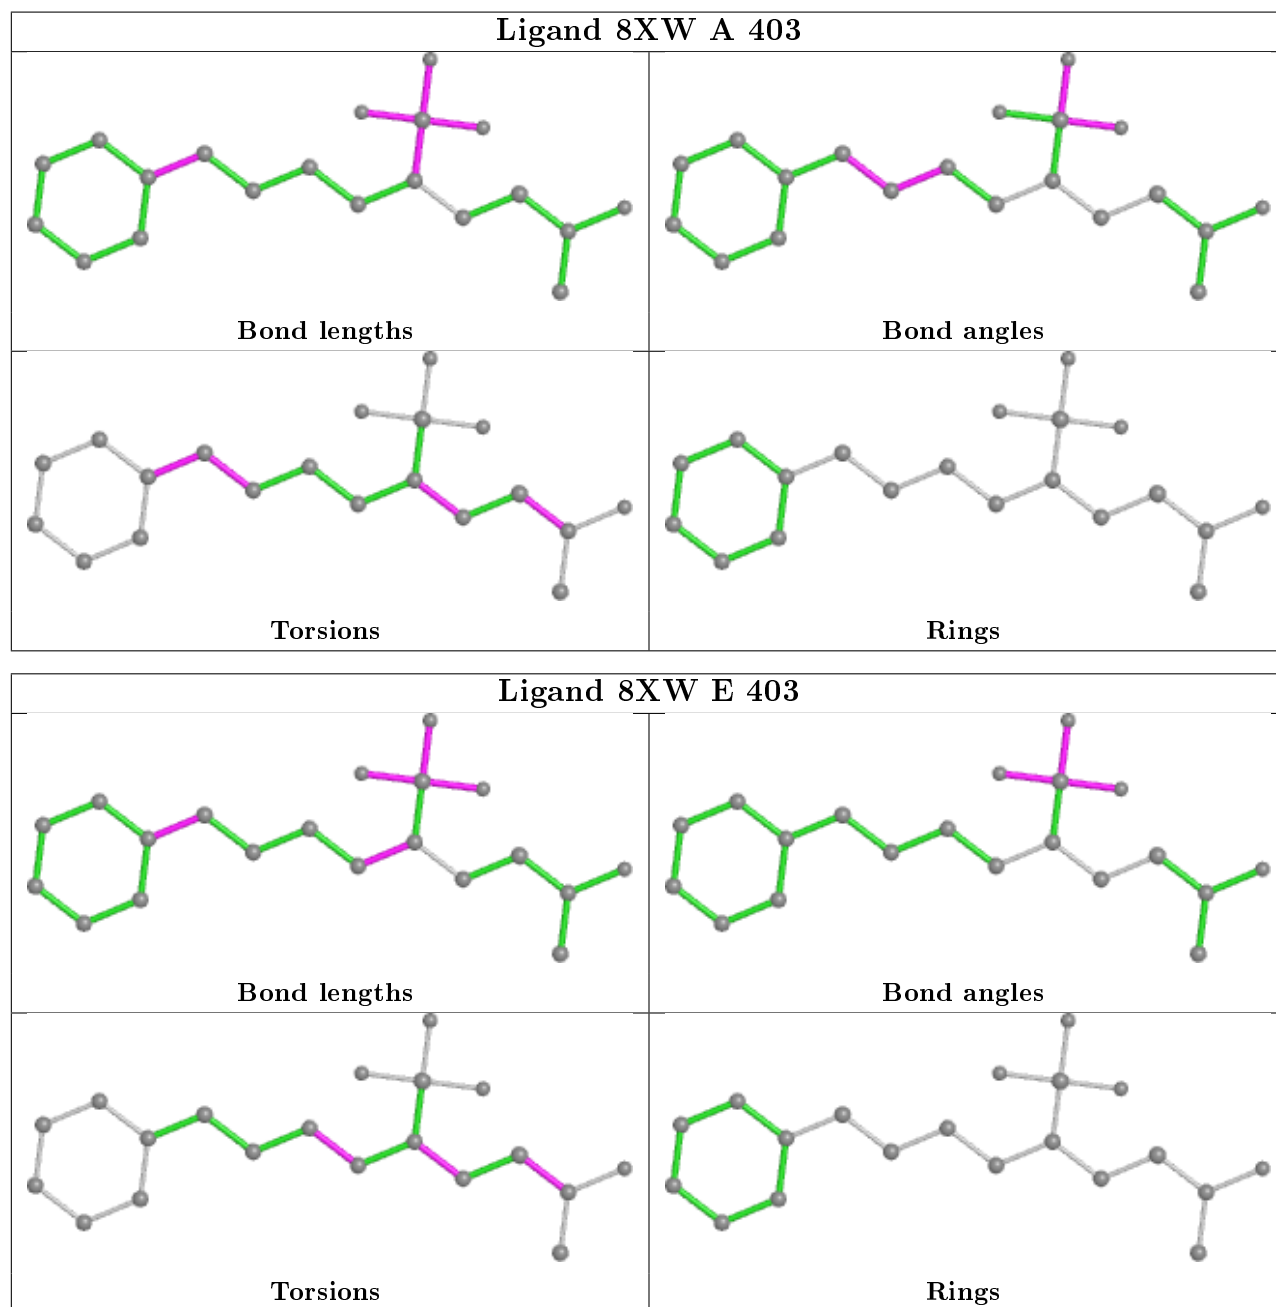 Ligand 8XW A 403
Bond lengths
Bond angles
Torsions
Rings
Ligand 8XW E 403
Bond lengths
Bond angles
Torsions
Rings